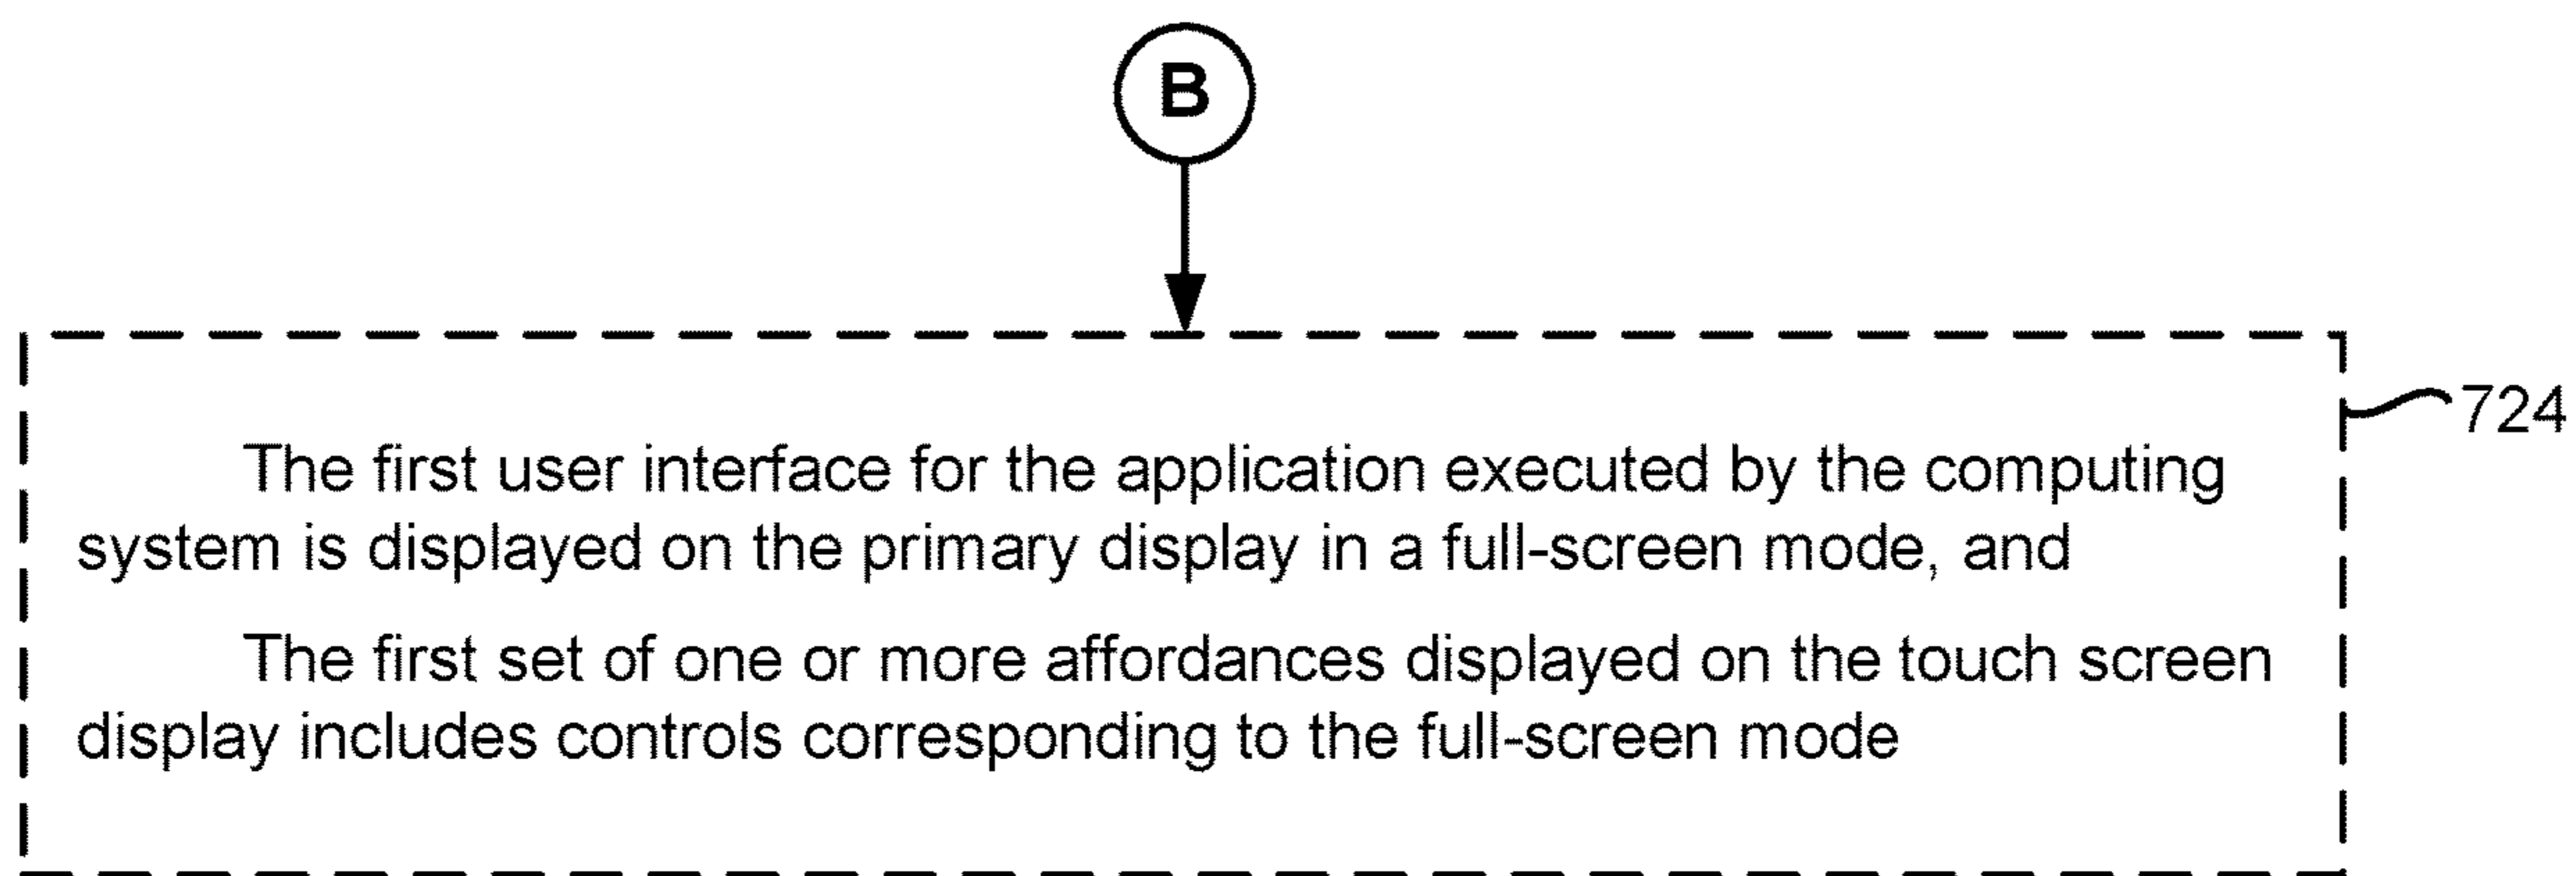 B
724
The first user interface for the application executed by the computing
system is displayed on the primary display in a full-screen mode, and
The first set of one or more affordances displayed on the touch screen
display includes controls corresponding to the full-screen mode